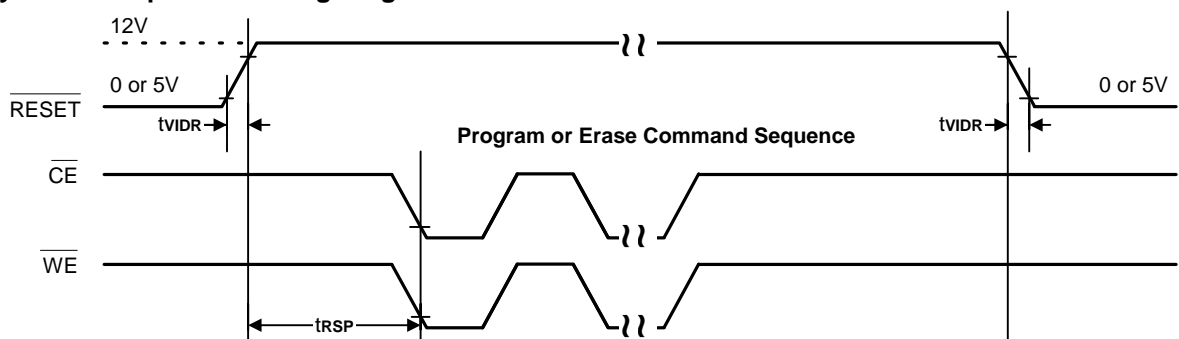 12V
0 or 5V
0 or 5V
RESET
tVIDR
tVIDR
Program or Erase Command Sequence
CE
WE
tRSP